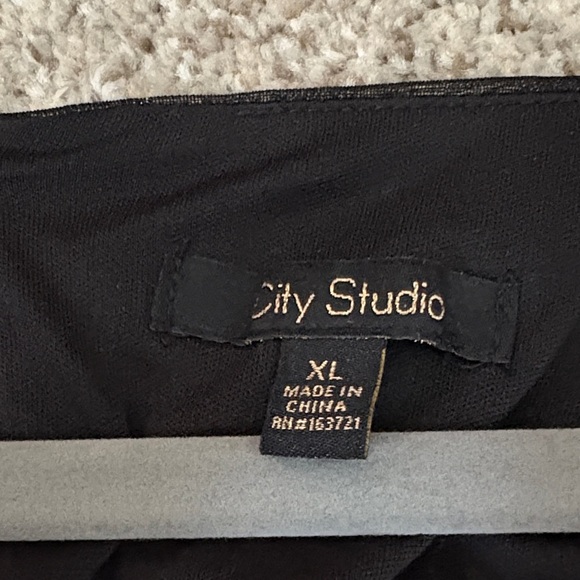 City Studio
XL
MADE IN
CHINA
RN#163721